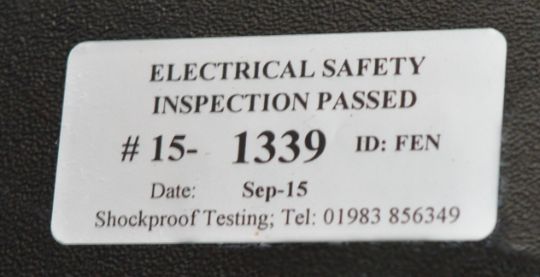 ELECTRICAL SAFETY
INSPECTION PASSED
# 15- 1339 ID: FEN
Date: Sep-15
Shockproof Testing; Tel: 01983 856349